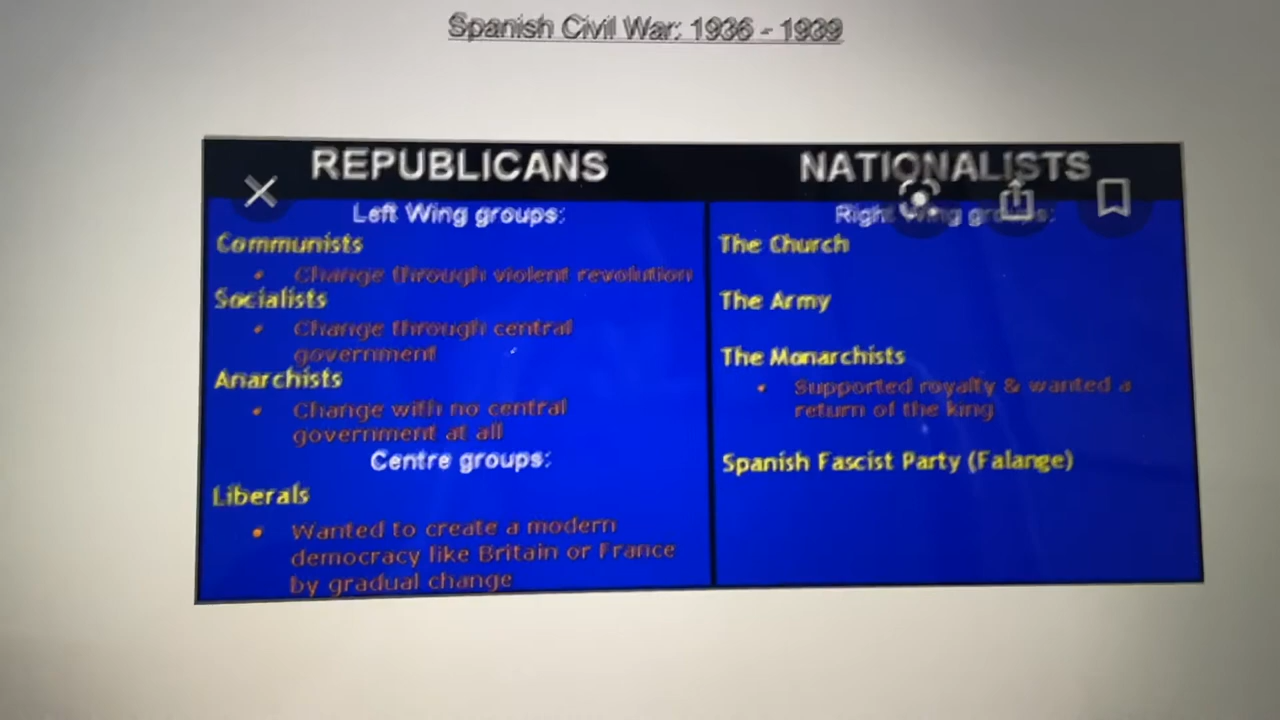 Spanish Civil War: 1936 - 1939
REPUBLICANS
Left Wing groups:
Communists
• Change through violent revolution
Socialists
• Change through central
government
Anarchists
• Change with no central
government at all
Centre groups:
Liberals
• Wanted to create a modern
democracy like Britain or France
by gradual change
NATIONALISTS
Right Wing groups:
The Church
The Army
The Monarchists
• Supported royalty & wanted a
return of the king
Spanish Fascist Party (Falange)